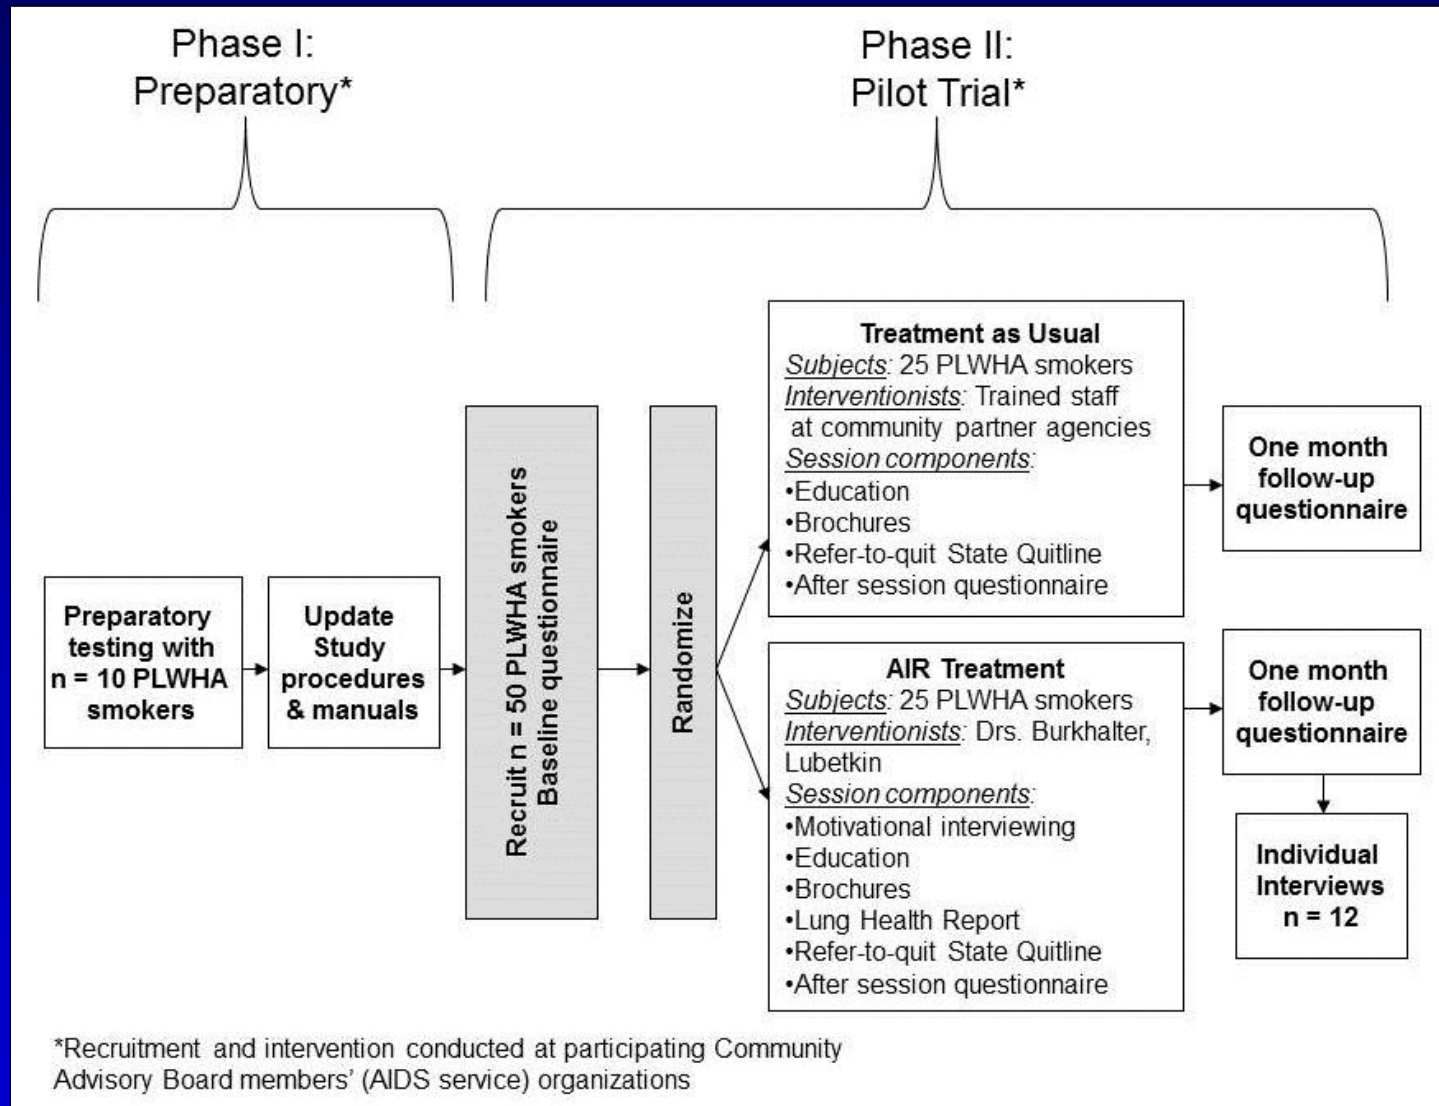 Phase I:
Preparatory*
Phase II:
Pilot Trial*
Preparatory
testing with
n = 10 PLWHA
smokers
Update
Study
procedures
& manuals
Recruit n = 50 PLWHA smokers
Baseline questionnaire
Randomize
Treatment as Usual
Subjects: 25 PLWHA smokers
Interventionists: Trained staff
at community partner agencies
Session components:
•Education
•Brochures
•Refer-to-quit State Quitline
•After session questionnaire
One month
follow-up
questionnaire
AIR Treatment
Subjects: 25 PLWHA smokers
Interventionists: Drs. Burkhalter,
Lubetkin
Session components:
•Motivational interviewing
•Education
•Brochures
•Lung Health Report
•Refer-to-quit State Quitline
•After session questionnaire
One month
follow-up
questionnaire
Individual
Interviews
n = 12
*Recruitment and intervention conducted at participating Community
Advisory Board members' (AIDS service) organizations